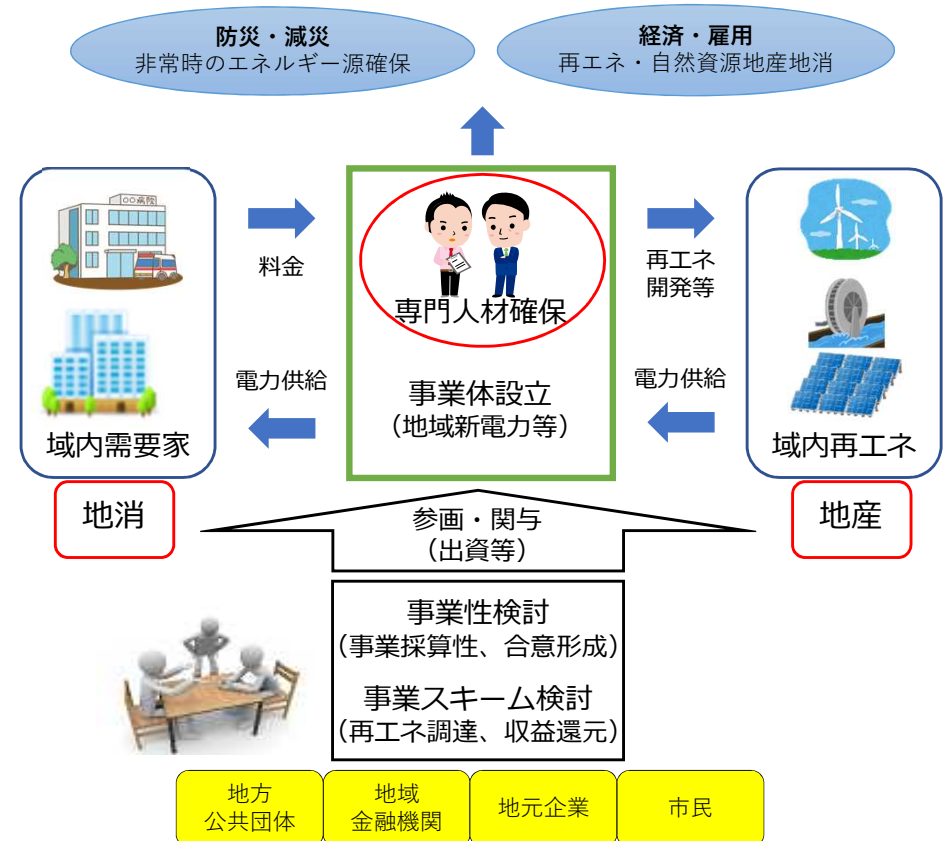 防災・減災
非常時のエネルギー源確保
経済・雇用
再エネ・自然資源地産地消
○○病院
料金
専門人材確保
再エネ
開発等
電力供給
事業体設立
(地域新電力等)
電力供給
域内需要家
域内再エネ
地消
参画・関与
(出資等)
地産
事業性検討
(事業採算性、合意形成)
事業スキーム検討
(再エネ調達、収益還元)
地方
公共団体
地域
金融機関
地元企業
市民